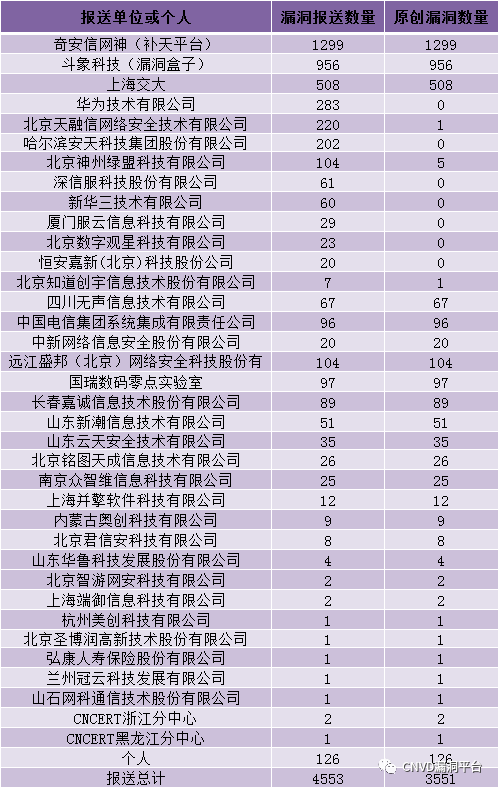 报送单位或个人 漏洞报送数量 原创漏洞数量
奇安信网神（补天平台） 1299 1299
斗象科技（漏洞盒子） 956 956
上海交大 508 508
华为技术有限公司 283 0
北京天融信网络安全技术有限公司 220 1
哈尔滨安天科技集团股份有限公司 202 0
北京神州绿盟科技有限公司 104 5
深信服科技股份有限公司 61 0
新华三技术有限公司 60 0
厦门服云信息科技有限公司 29 0
北京数字观星科技有限公司 23 0
恒安嘉新(北京)科技股份公司 20 0
北京知道创宇信息技术股份有限公司 7 1
四川无声信息技术有限公司 67 67
中国电信集团系统集成有限责任公司 96 96
中新网络信息安全股份有限公司 20 20
远江盛邦（北京）网络安全科技股份有 104 104
国瑞数码零点实验室 97 97
长春嘉诚信息技术股份有限公司 89 89
山东新潮信息技术有限公司 51 51
山东云天安全技术有限公司 35 35
北京铭图天成信息技术有限公司 26 26
南京众智维信息科技有限公司 25 25
上海并擎软件科技有限公司 12 12
内蒙古奥创科技有限公司 9 9
北京君信安科技有限公司 8 8
山东华鲁科技发展股份有限公司 4 4
北京智游网安科技有限公司 2 2
上海端御信息科技有限公司 2 2
杭州美创科技有限公司 1 1
北京圣博润高新技术股份有限公司 1 1
弘康人寿保险股份有限公司 1 1
兰州冠云科技发展有限公司 1 1
山石网科通信技术股份有限公司 1 1
CNCERT浙江分中心 2 2
CNCERT黑龙江分中心 1 1
个人 126 126
报送总计 4553 3551
CNVD漏洞平台